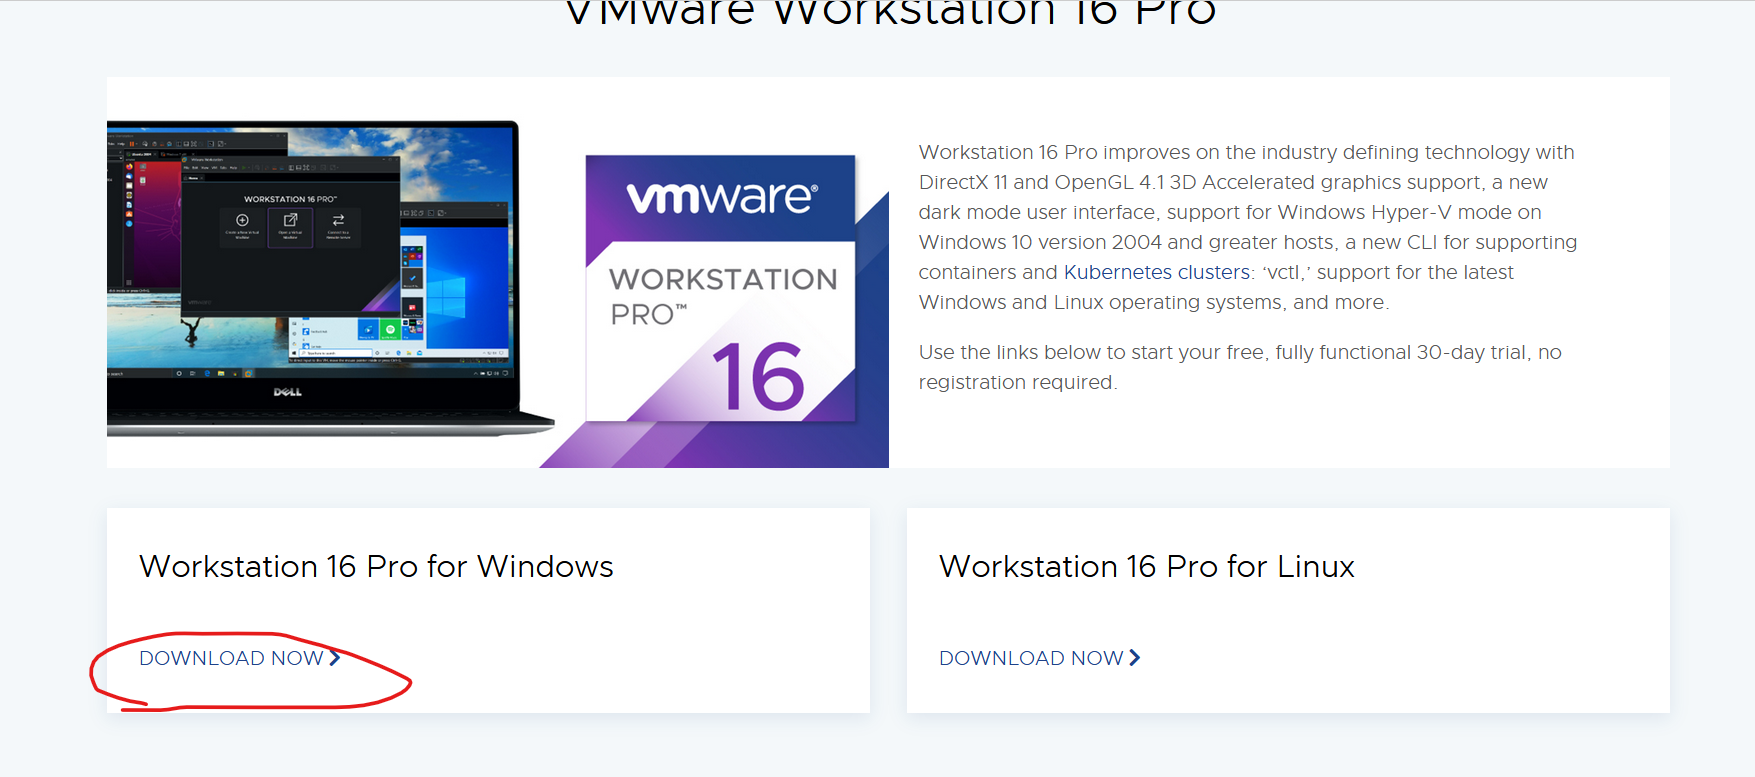 VMware Workstation 16 Pro
WORKSTATION 16 PRO™
DELL
vmware®
WORKSTATION
PRO™
16
Workstation 16 Pro improves on the industry defining technology with
DirectX 11 and OpenGL 4.1 3D Accelerated graphics support, a new
dark mode user interface, support for Windows Hyper-V mode on
Windows 10 version 2004 and greater hosts, a new CLI for supporting
containers and Kubernetes clusters: ‘vctl,’ support for the latest
Windows and Linux operating systems, and more.
Use the links below to start your free, fully functional 30-day trial, no
registration required.
Workstation 16 Pro for Windows
DOWNLOAD NOW
Workstation 16 Pro for Linux
DOWNLOAD NOW